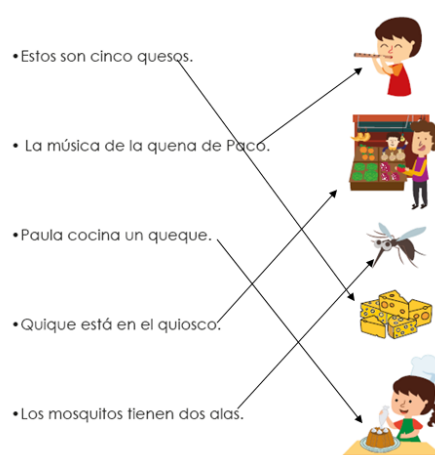 •Estos son cinco quesos.
• La música de la quena de Paco.
•Paula cocina un queque.
•Quique está en el quiosco.
•Los mosquitos tienen dos alas.